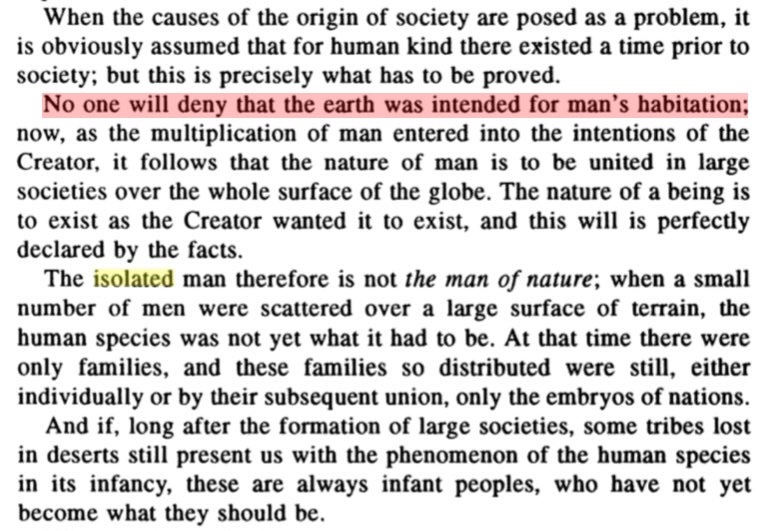 When the causes of the origin of society are posed as a problem, it
is obviously assumed that for human kind there existed a time prior to
society; but this is precisely what has to be proved.
No one will deny that the earth was intended for man's habitation;
now, as the multiplication of man entered into the intentions of the
Creator, it follows that the nature of man is to be united in large
societies over the whole surface of the globe. The nature of a being is
to exist as the Creator wanted it to exist, and this will is perfectly
declared by the facts.
The isolated man therefore is not the man of nature; when a small
number of men were scattered over a large surface of terrain, the
human species was not yet what it had to be. At that time there were
only families, and these families so distributed were still, either
individually or by their subsequent union, only the embryos of nations.
And if, long after the formation of large societies, some tribes lost
in deserts still present us with the phenomenon of the human species
in its infancy, these are always infant peoples, who have not yet
become what they should be.